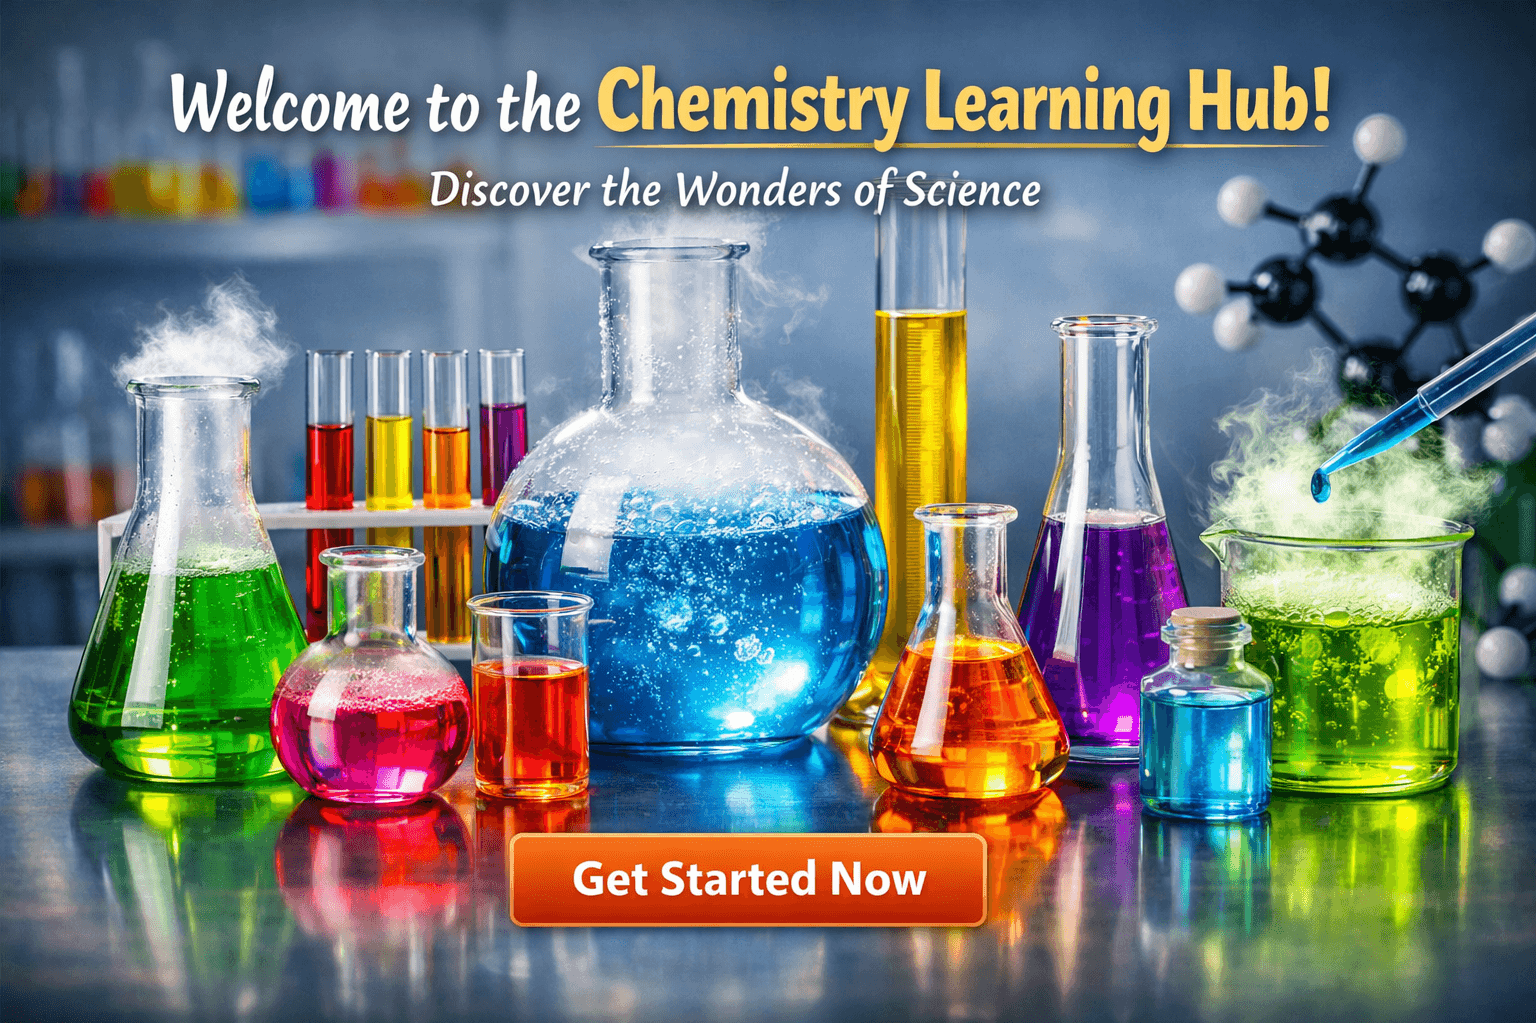 Welcome to the Chemistry Learning Hub!
Discover the Wonders of Science
Get Started Now